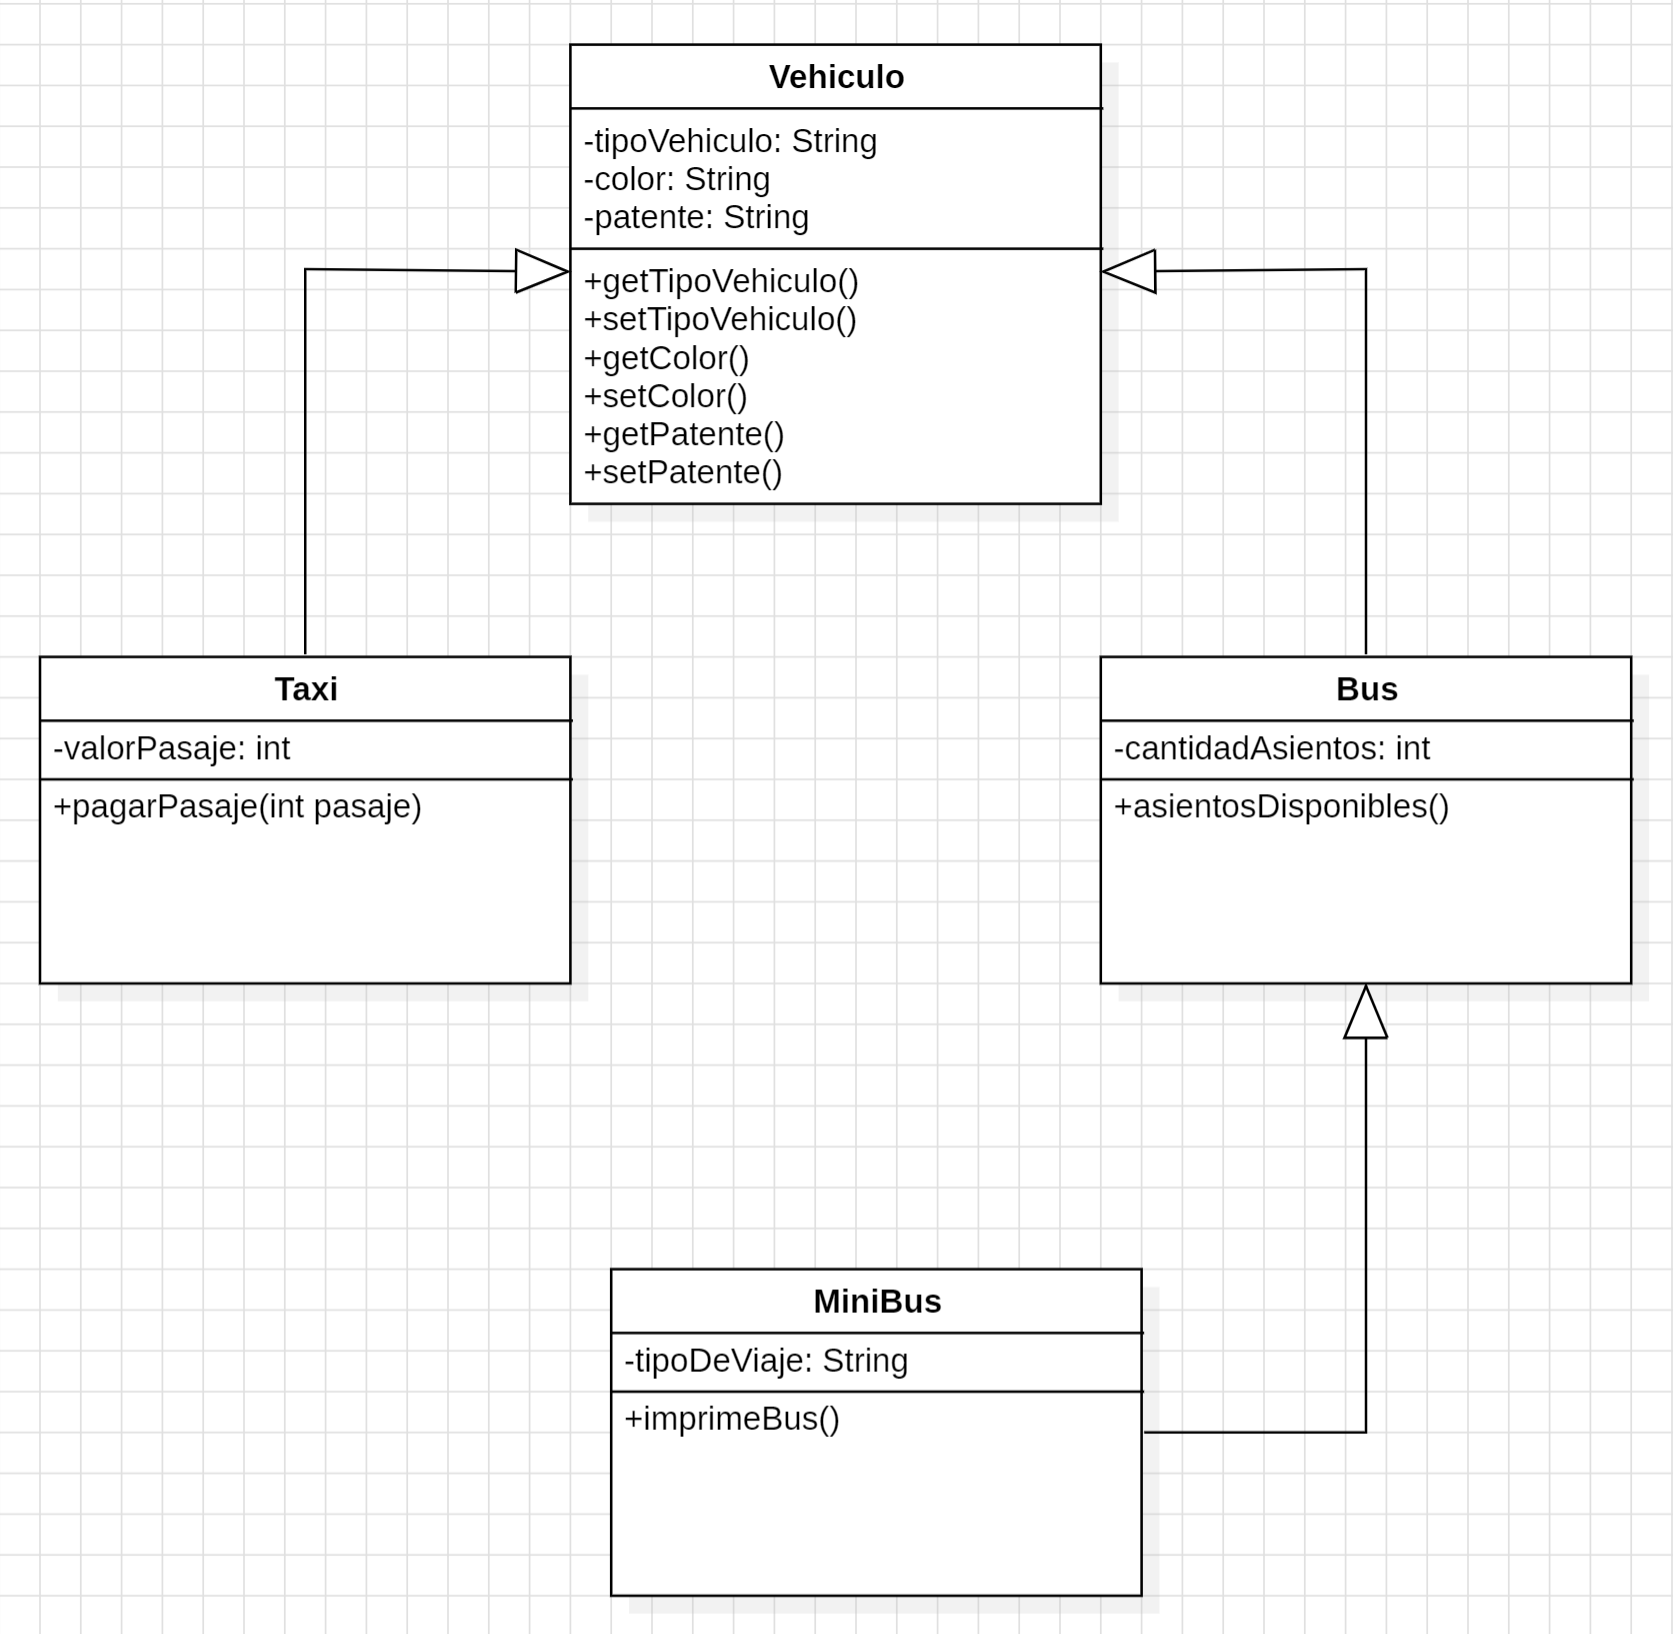 Vehiculo
-tipoVehiculo: String
-color: String
-patente: String
+getTipoVehiculo()
+setTipoVehiculo()
+getColor()
+setColor()
+getPatente()
+setPatente()
Taxi
-valorPasaje: int
+pagarPasaje(int pasaje)
Bus
-cantidadAsientos: int
+asientosDisponibles()
MiniBus
-tipoDeViaje: String
+imprimeBus()